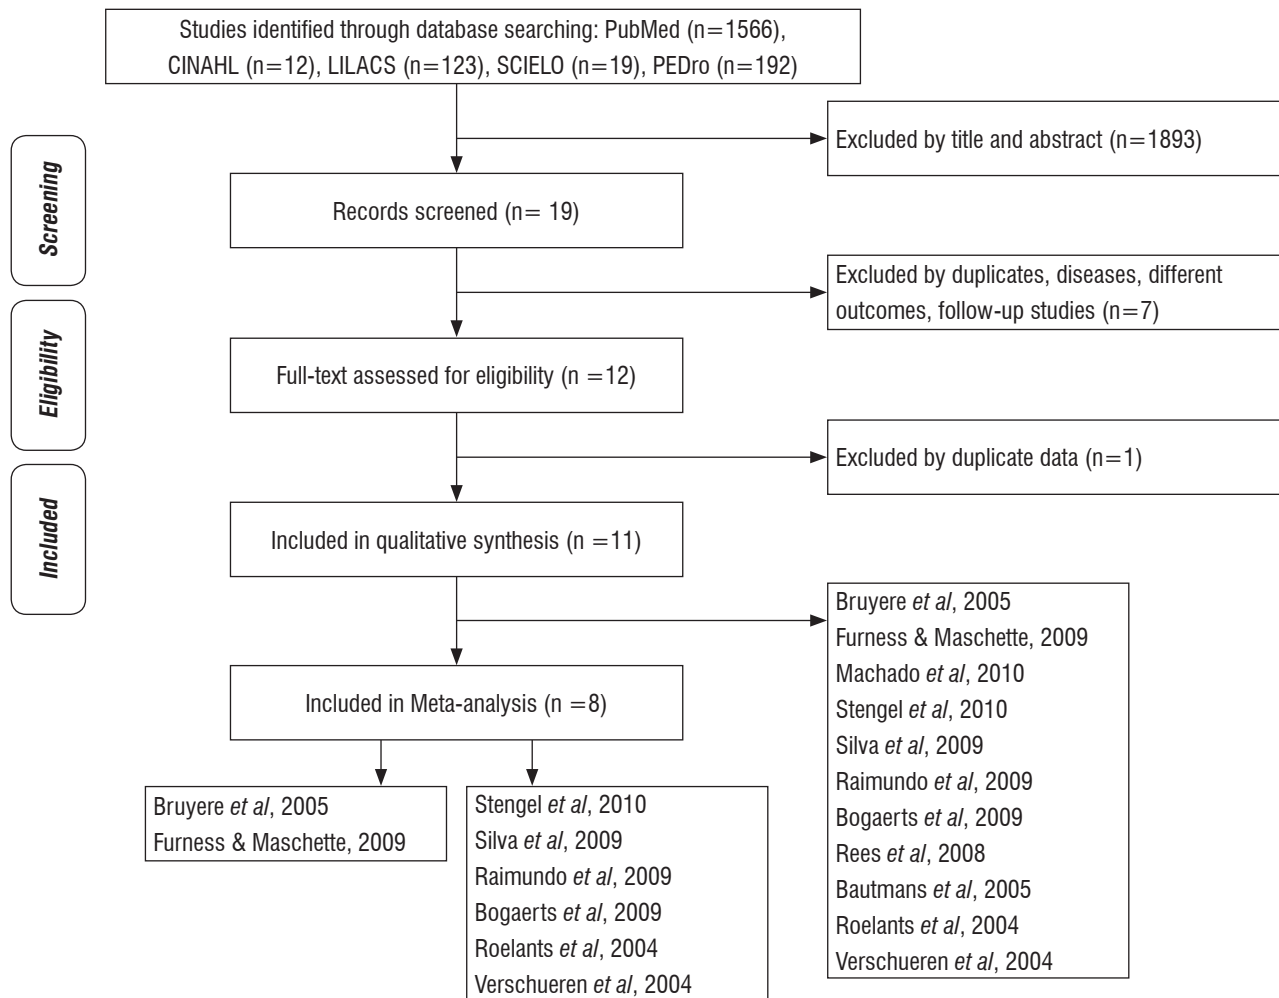 Studies identified through database searching: PubMed (n=1566),
CINAHL (n=12), LILACS (n=123), SCIELO (n=19), PEDro (n=192)
Excluded by title and abstract (n=1893)
Screening
Records screened (n= 19)
Excluded by duplicates, diseases, different
outcomes, follow-up studies (n=7)
Eligibility
Full-text assessed for eligibility (n =12)
Excluded by duplicate data (n=1)
Included
Included in qualitative synthesis (n =11)
Bruyere et al, 2005
Furness & Maschette, 2009
Machado et al, 2010
Stengel et al, 2010
Silva et al, 2009
Raimundo et al, 2009
Bogaerts et al, 2009
Rees et al, 2008
Bautmans et al, 2005
Roelants et al, 2004
Verschueren et al, 2004
Included in Meta-analysis (n =8)
Bruyere et al, 2005
Furness & Maschette, 2009
Stengel et al, 2010
Silva et al, 2009
Raimundo et al, 2009
Bogaerts et al, 2009
Roelants et al, 2004
Verschueren et al, 2004